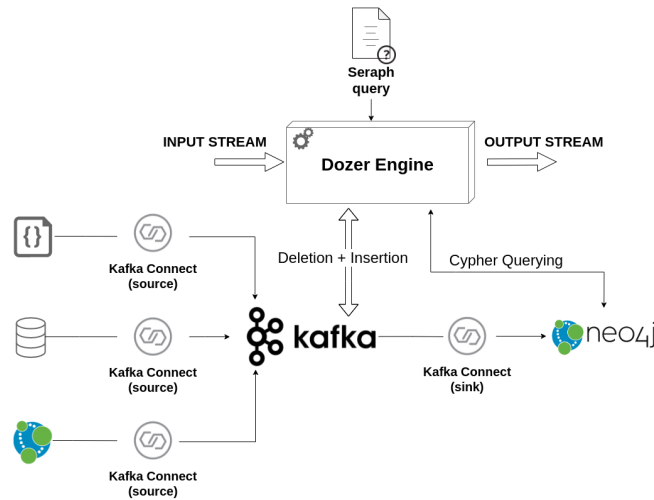 ?
Seraph
query
INPUT STREAM
OUTPUT STREAM
Dozer Engine
{ }
Deletion + Insertion
Cypher Querying
Kafka Connect
(source)
kafka
neo4j
Kafka Connect
(source)
Kafka Connect
(sink)
Kafka Connect
(source)